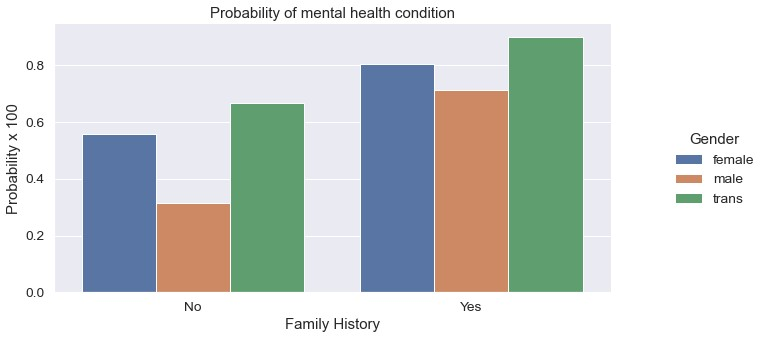 Probability of mental health condition
Probability x 100
0.8
0.6
0.4
0.2
0.0
No
Yes
Family History
Gender
female
male
trans